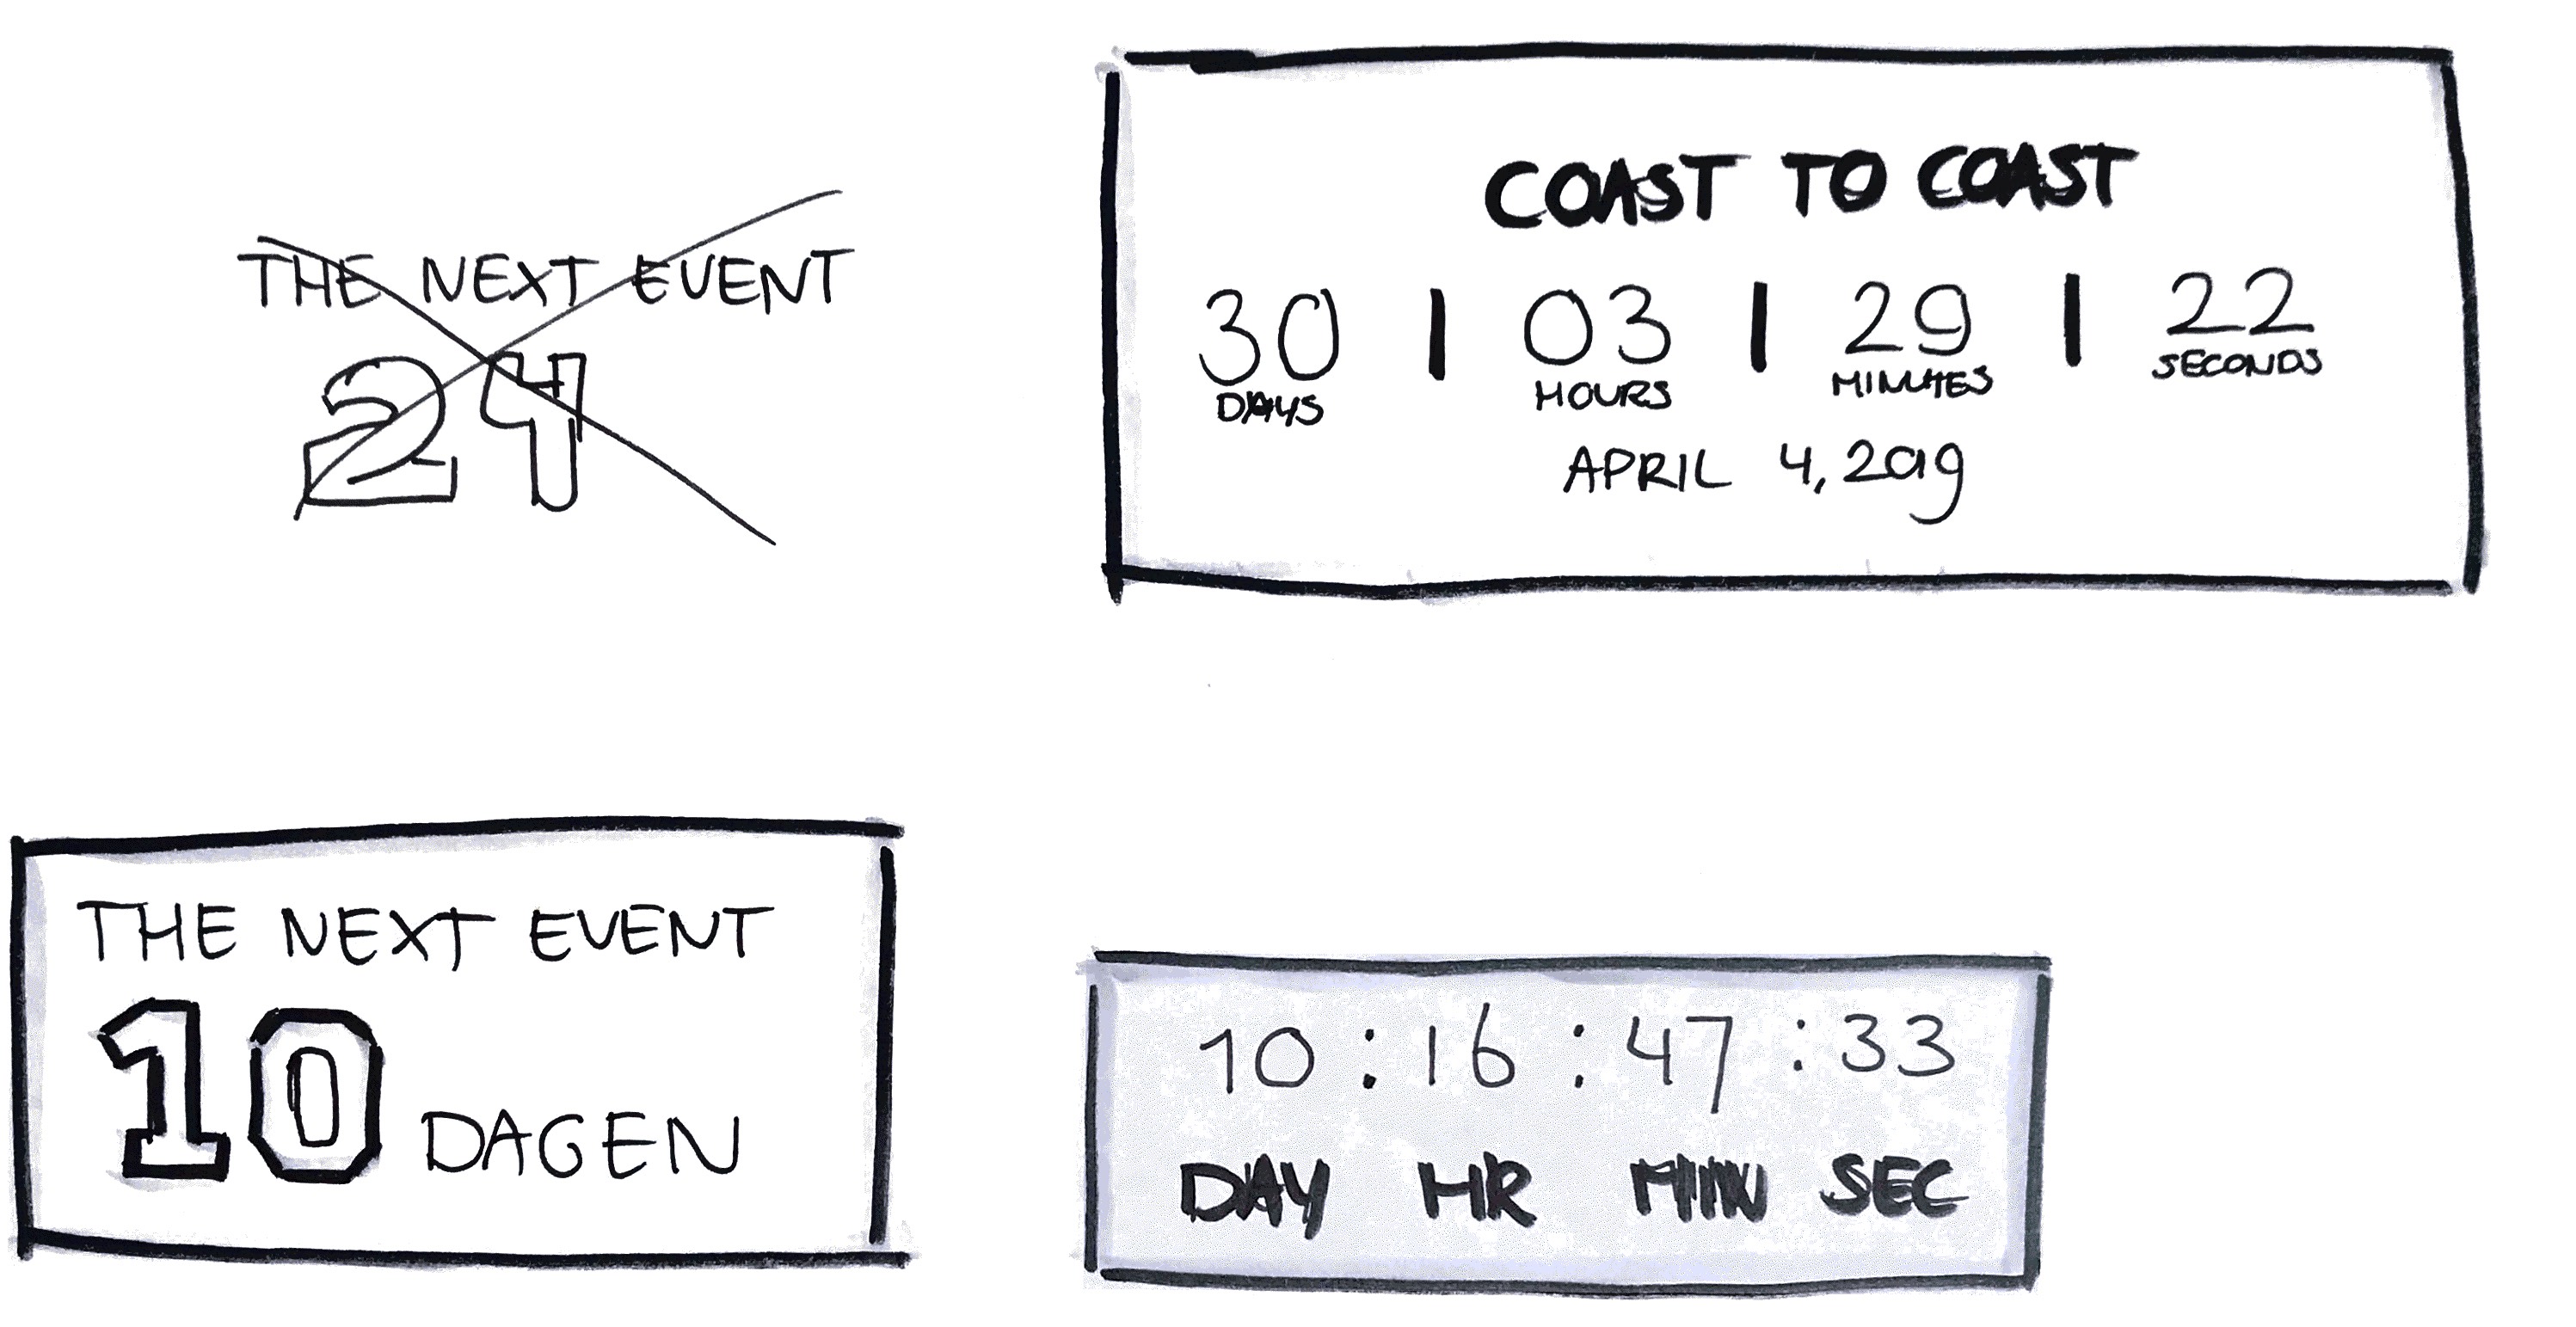 THE NEXT EVENT
24
COAST TO COAST
30 | 03 | 29 | 22
DAYS HOURS MINUTES SECONDS
APRIL 4, 2019
THE NEXT EVENT
10 DAGEN
10 : 16 : 47 : 33
DAY HR MIN SEC